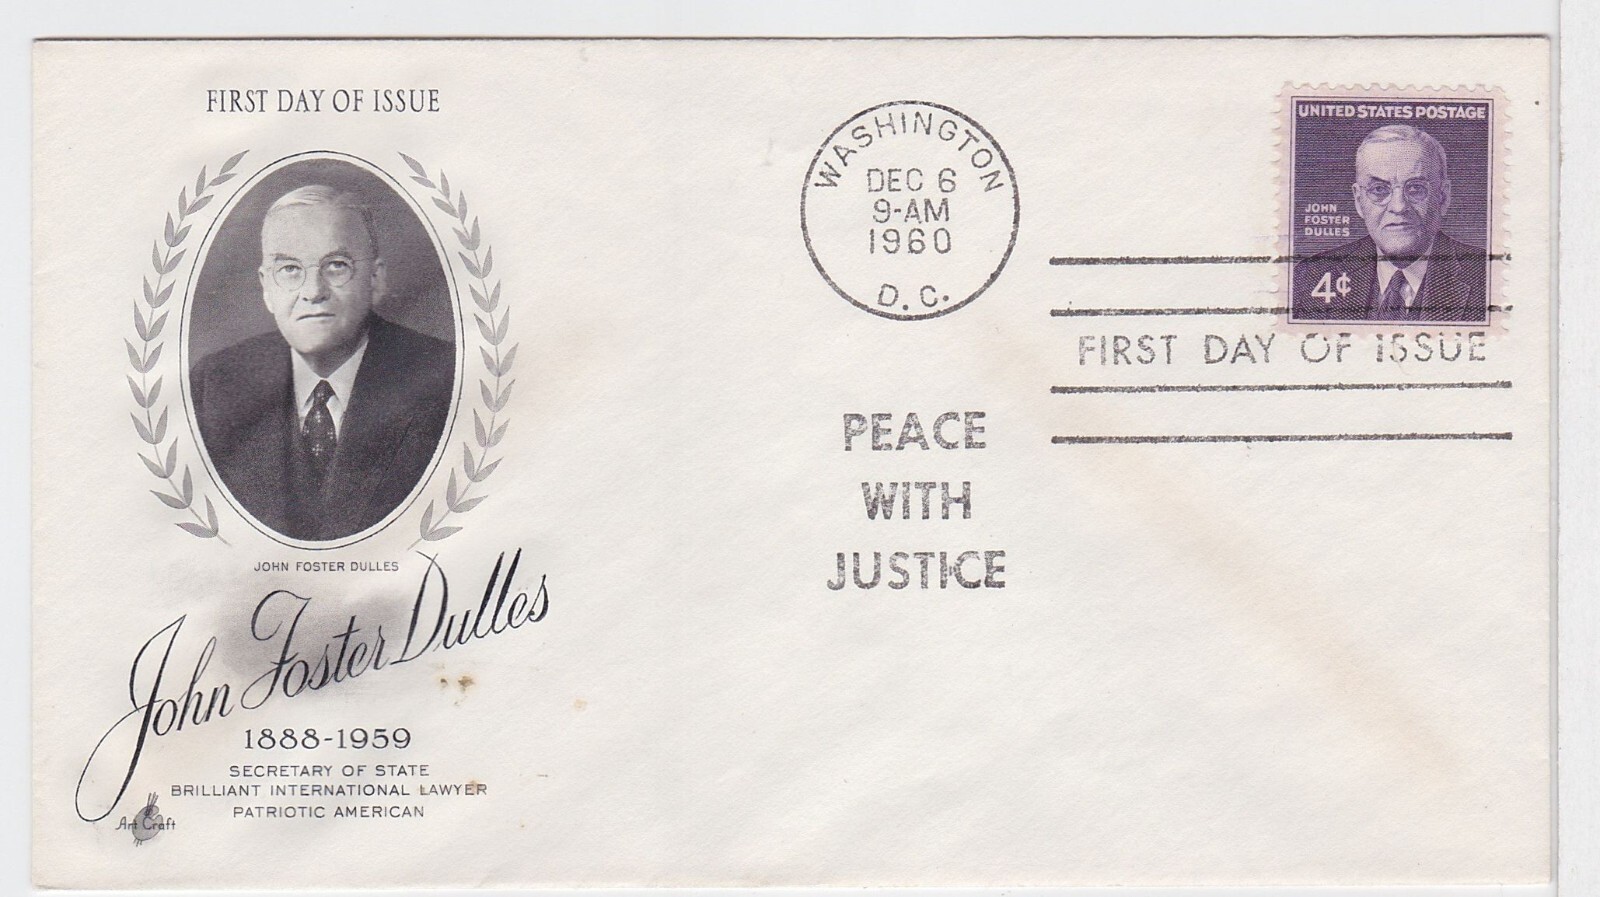 FIRST DAY OF ISSUE
JOHN FOSTER DULLES
John Foster Dulles
1888-1959
SECRETARY OF STATE
BRILLIANT INTERNATIONAL LAWYER
PATRIOTIC AMERICAN
Art Craft
WASHINGTON
DEC 6
9-AM
1960
D. C.
UNITED STATES POSTAGE
JOHN
FOSTER
DULLES
4¢
FIRST DAY OF ISSUE
PEACE
WITH
JUSTICE